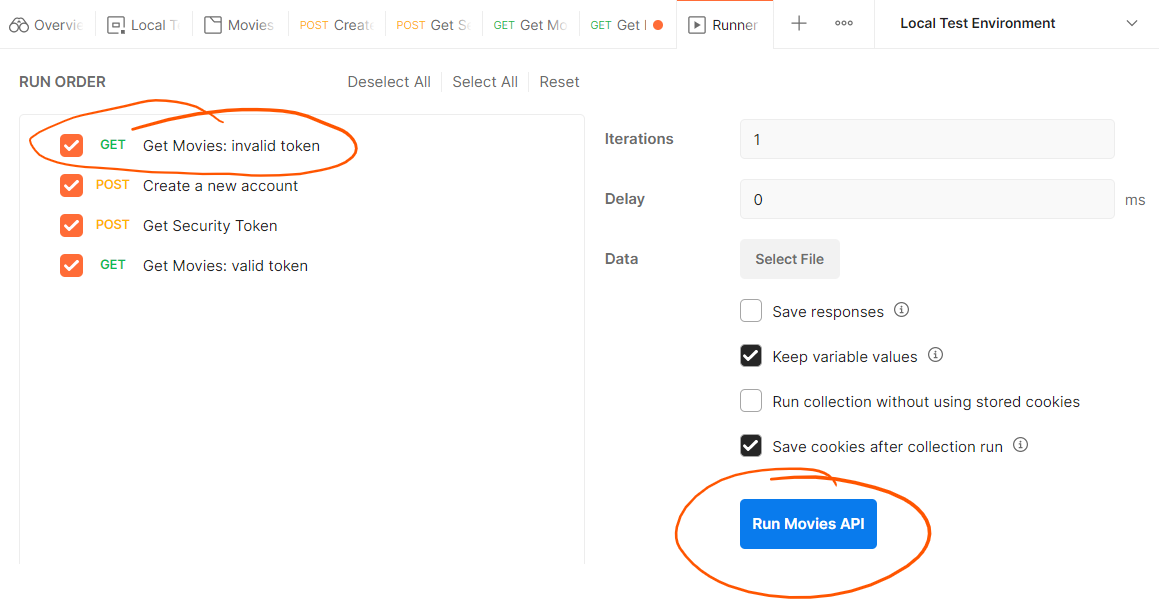 Overvie Local T Movies POST Create POST Get Se GET Get Mo GET Get Runner Local Test Environment
RUN ORDER Deselect All Select All Reset
GET Get Movies: invalid token
POST Create a new account
POST Get Security Token
GET Get Movies: valid token
Iterations 1
Delay 0 ms
Data Select File
Save responses
Keep variable values
Run collection without using stored cookies
Save cookies after collection run
Run Movies API